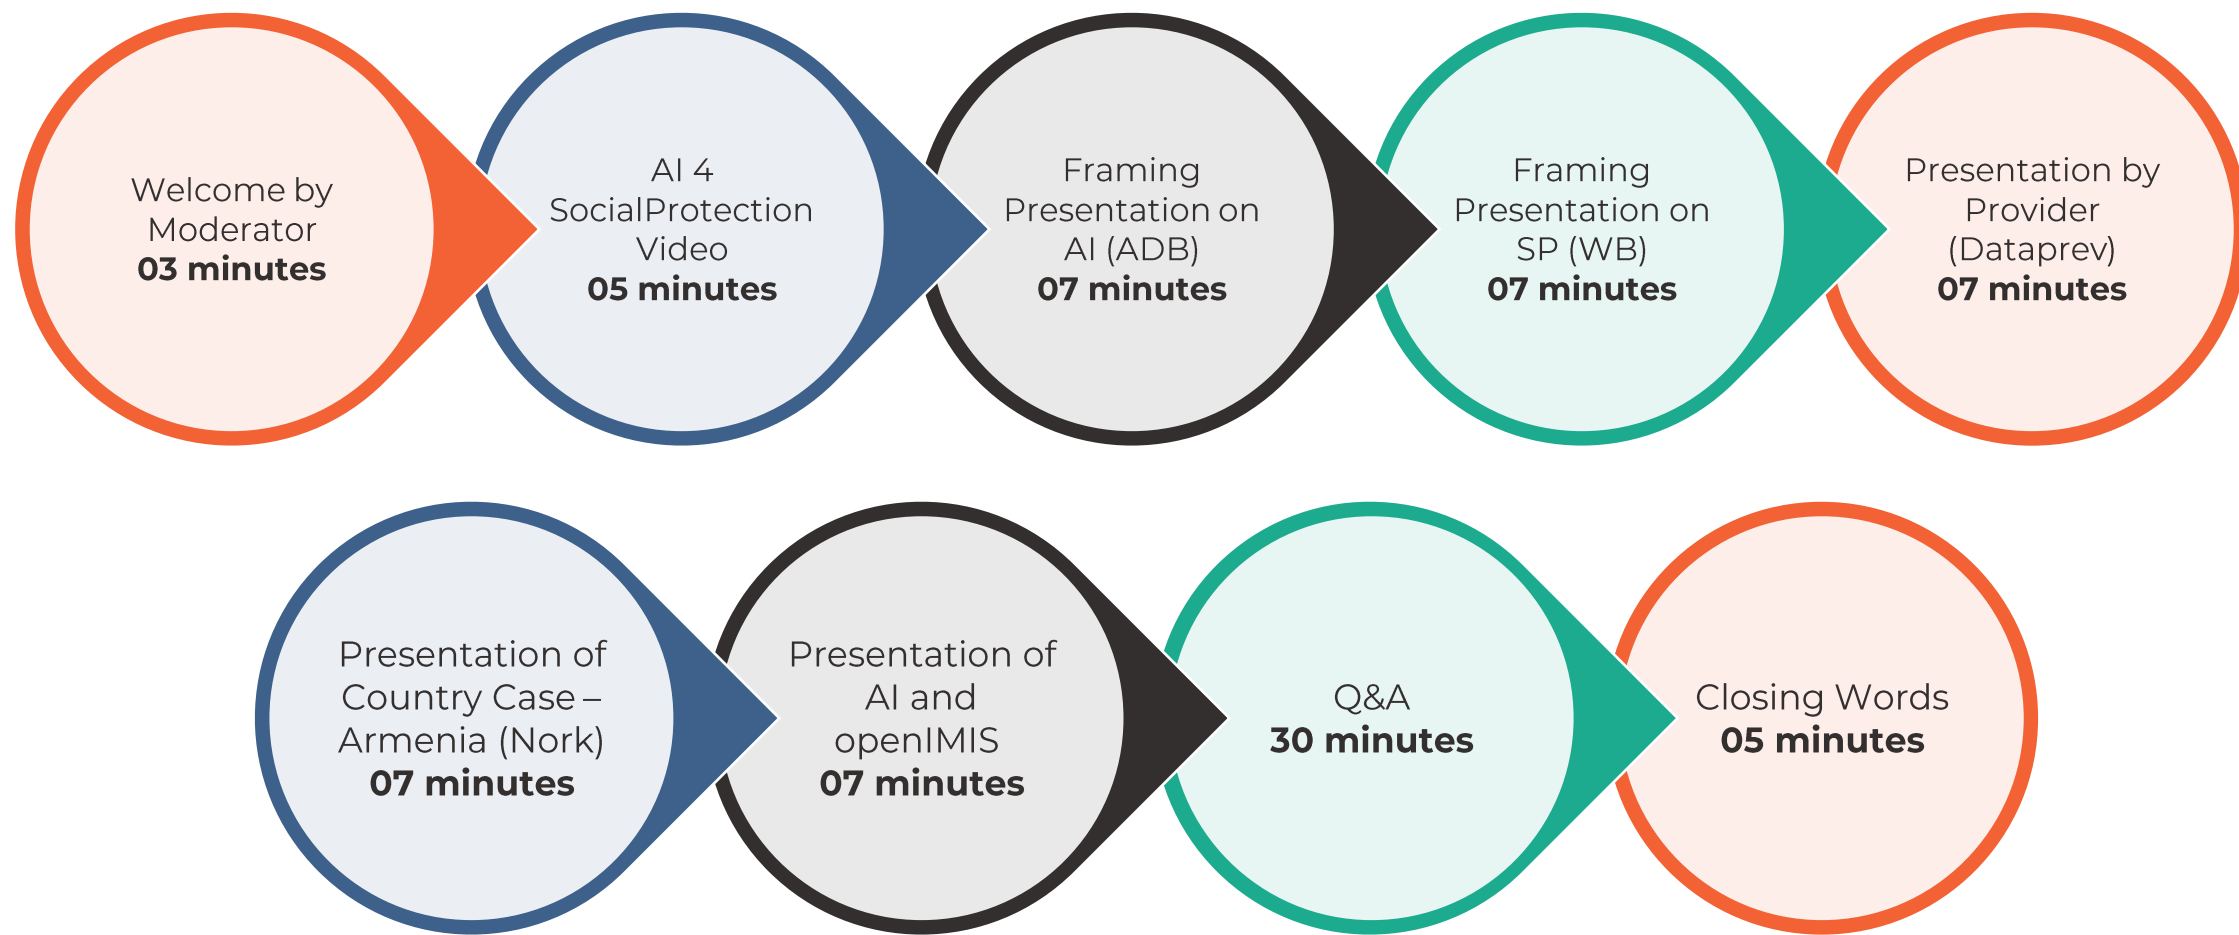 Welcome by
Moderator
03 minutes
AI 4
SocialProtection
Video
05 minutes
Framing
Presentation on
AI (ADB)
07 minutes
Framing
Presentation on
SP (WB)
07 minutes
Presentation by
Provider
(Dataprev)
07 minutes
Presentation of
Country Case –
Armenia (Nork)
07 minutes
Presentation of
AI and
openIMIS
07 minutes
Q&A
30 minutes
Closing Words
05 minutes